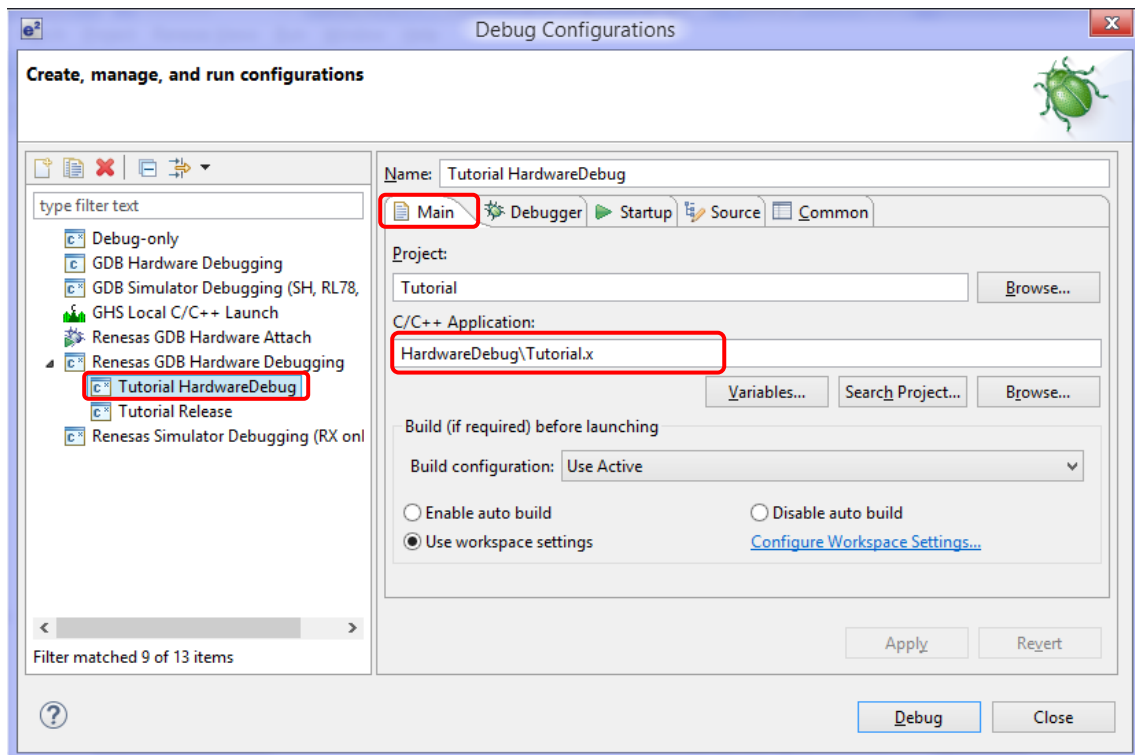 e²
Debug Configurations
x
Create, manage, and run configurations
type filter text
Debug-only
GDB Hardware Debugging
GDB Simulator Debugging (SH, RL78,
GHS Local C/C++ Launch
Renesas GDB Hardware Attach
Renesas GDB Hardware Debugging
Tutorial HardwareDebug
Tutorial Release
Renesas Simulator Debugging (RX onl
Filter matched 9 of 13 items
Name: Tutorial HardwareDebug
Main Debugger Startup Source Common
Project:
Tutorial Browse...
C/C++ Application:
HardwareDebug\Tutorial.x
Variables... Search Project... Browse...
Build (if required) before launching
Build configuration: Use Active
Enable auto build Disable auto build
Use workspace settings Configure Workspace Settings...
Apply Revert
? Debug Close